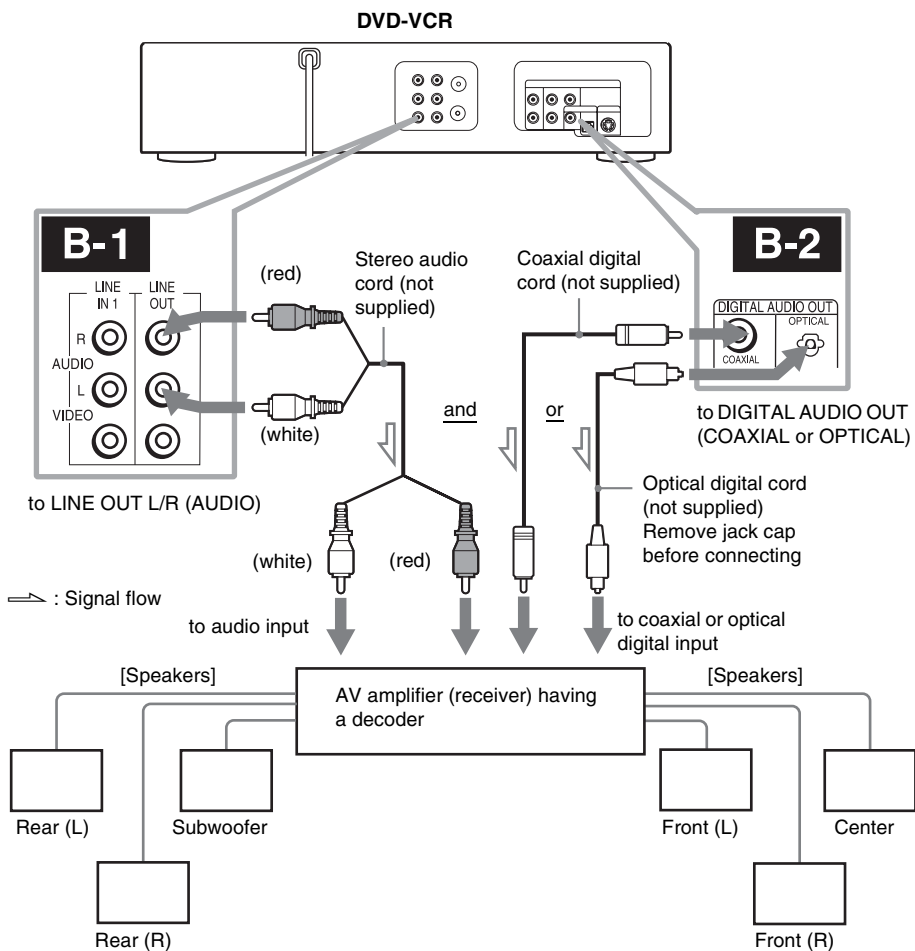 DVD-VCR
B-1
B-2
LINE
IN 1
LINE
OUT
R
AUDIO
L
VIDEO
(red)
(white)
Stereo audio
cord (not
supplied)
Coaxial digital
cord (not supplied)
DIGITAL AUDIO OUT
OPTICAL
COAXIAL
and
or
to DIGITAL AUDIO OUT
(COAXIAL or OPTICAL)
to LINE OUT L/R (AUDIO)
Optical digital cord
(not supplied)
Remove jack cap
before connecting
(white)
(red)
: Signal flow
to audio input
to coaxial or optical
digital input
[Speakers]
[Speakers]
AV amplifier (receiver) having
a decoder
Rear (L)
Subwoofer
Front (L)
Center
Rear (R)
Front (R)